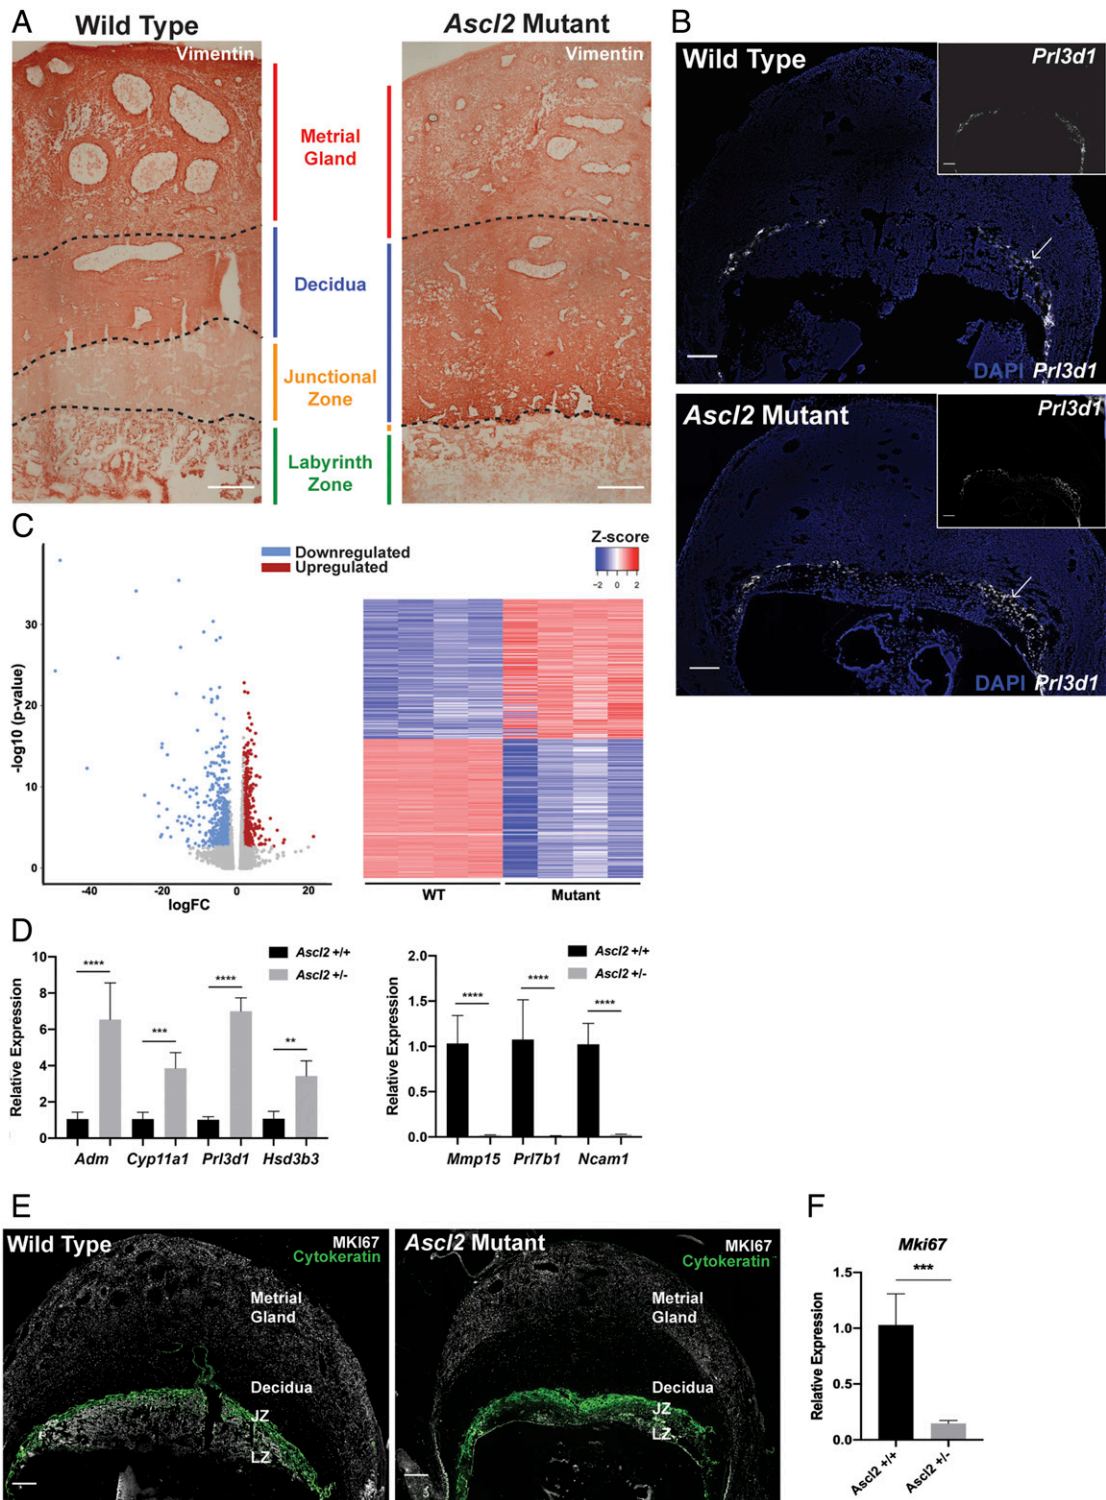 A
Wild Type
Ascl2 Mutant
Vimentin
Vimentin
Metrial
Gland
Decidua
Junctional
Zone
Labyrinth
Zone
B
Wild Type
Prl3d1
DAPI Prl3d1
Ascl2 Mutant
Prl3d1
DAPI Prl3d1
C
Downregulated
Upregulated
-log10 (p-value)
30
20
10
0
-40
-20
0
20
logFC
Z-score
-2 0 2
WT
Mutant
D
Ascl2 +/+
Ascl2 +/-
Relative Expression
10
8
6
4
2
0
****
***
****
**
Adm
Cyp11a1
Prl3d1
Hsd3b3
Ascl2 +/+
Ascl2 +/-
Relative Expression
2.0
1.5
1.0
0.5
0.0
****
****
****
Mmp15
Prl7b1
Ncam1
E
Wild Type
MKI67
Cytokeratin
Metrial
Gland
Decidua
JZ
LZ
Ascl2 Mutant
MKI67
Cytokeratin
Metrial
Gland
Decidua
JZ
LZ
F
Mki67
***
Relative Expression
1.5
1.0
0.5
0.0
Ascl2 +/+
Ascl2 +/-